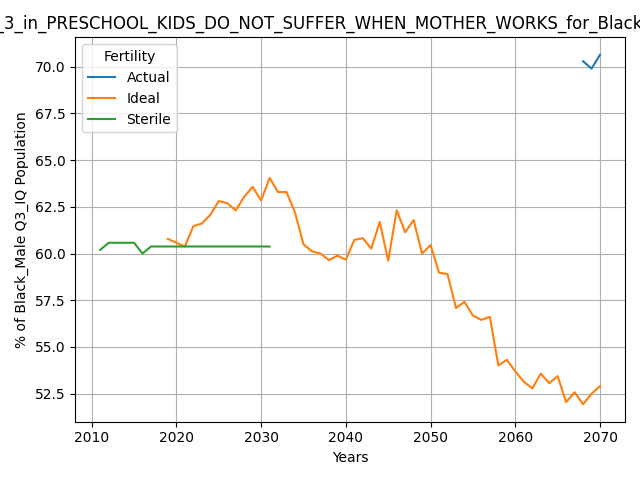 _3_in_PRESCHOOL_KIDS_DO_NOT_SUFFER_WHEN_MOTHER_WORKS_for_Black
Fertility
Actual
Ideal
Sterile
% of Black_Male Q3_IQ Population
70.0
67.5
65.0
62.5
60.0
57.5
55.0
52.5
2010 2020 2030 2040 2050 2060 2070
Years